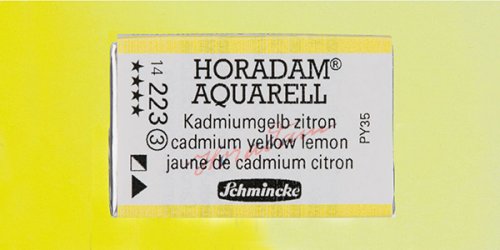 HORADAM®
AQUARELL
Kadmiumgelb zitron
cadmium yellow lemon
jaune de cadmium citron
Schmincke
14 223 ③
★★★★
PY35